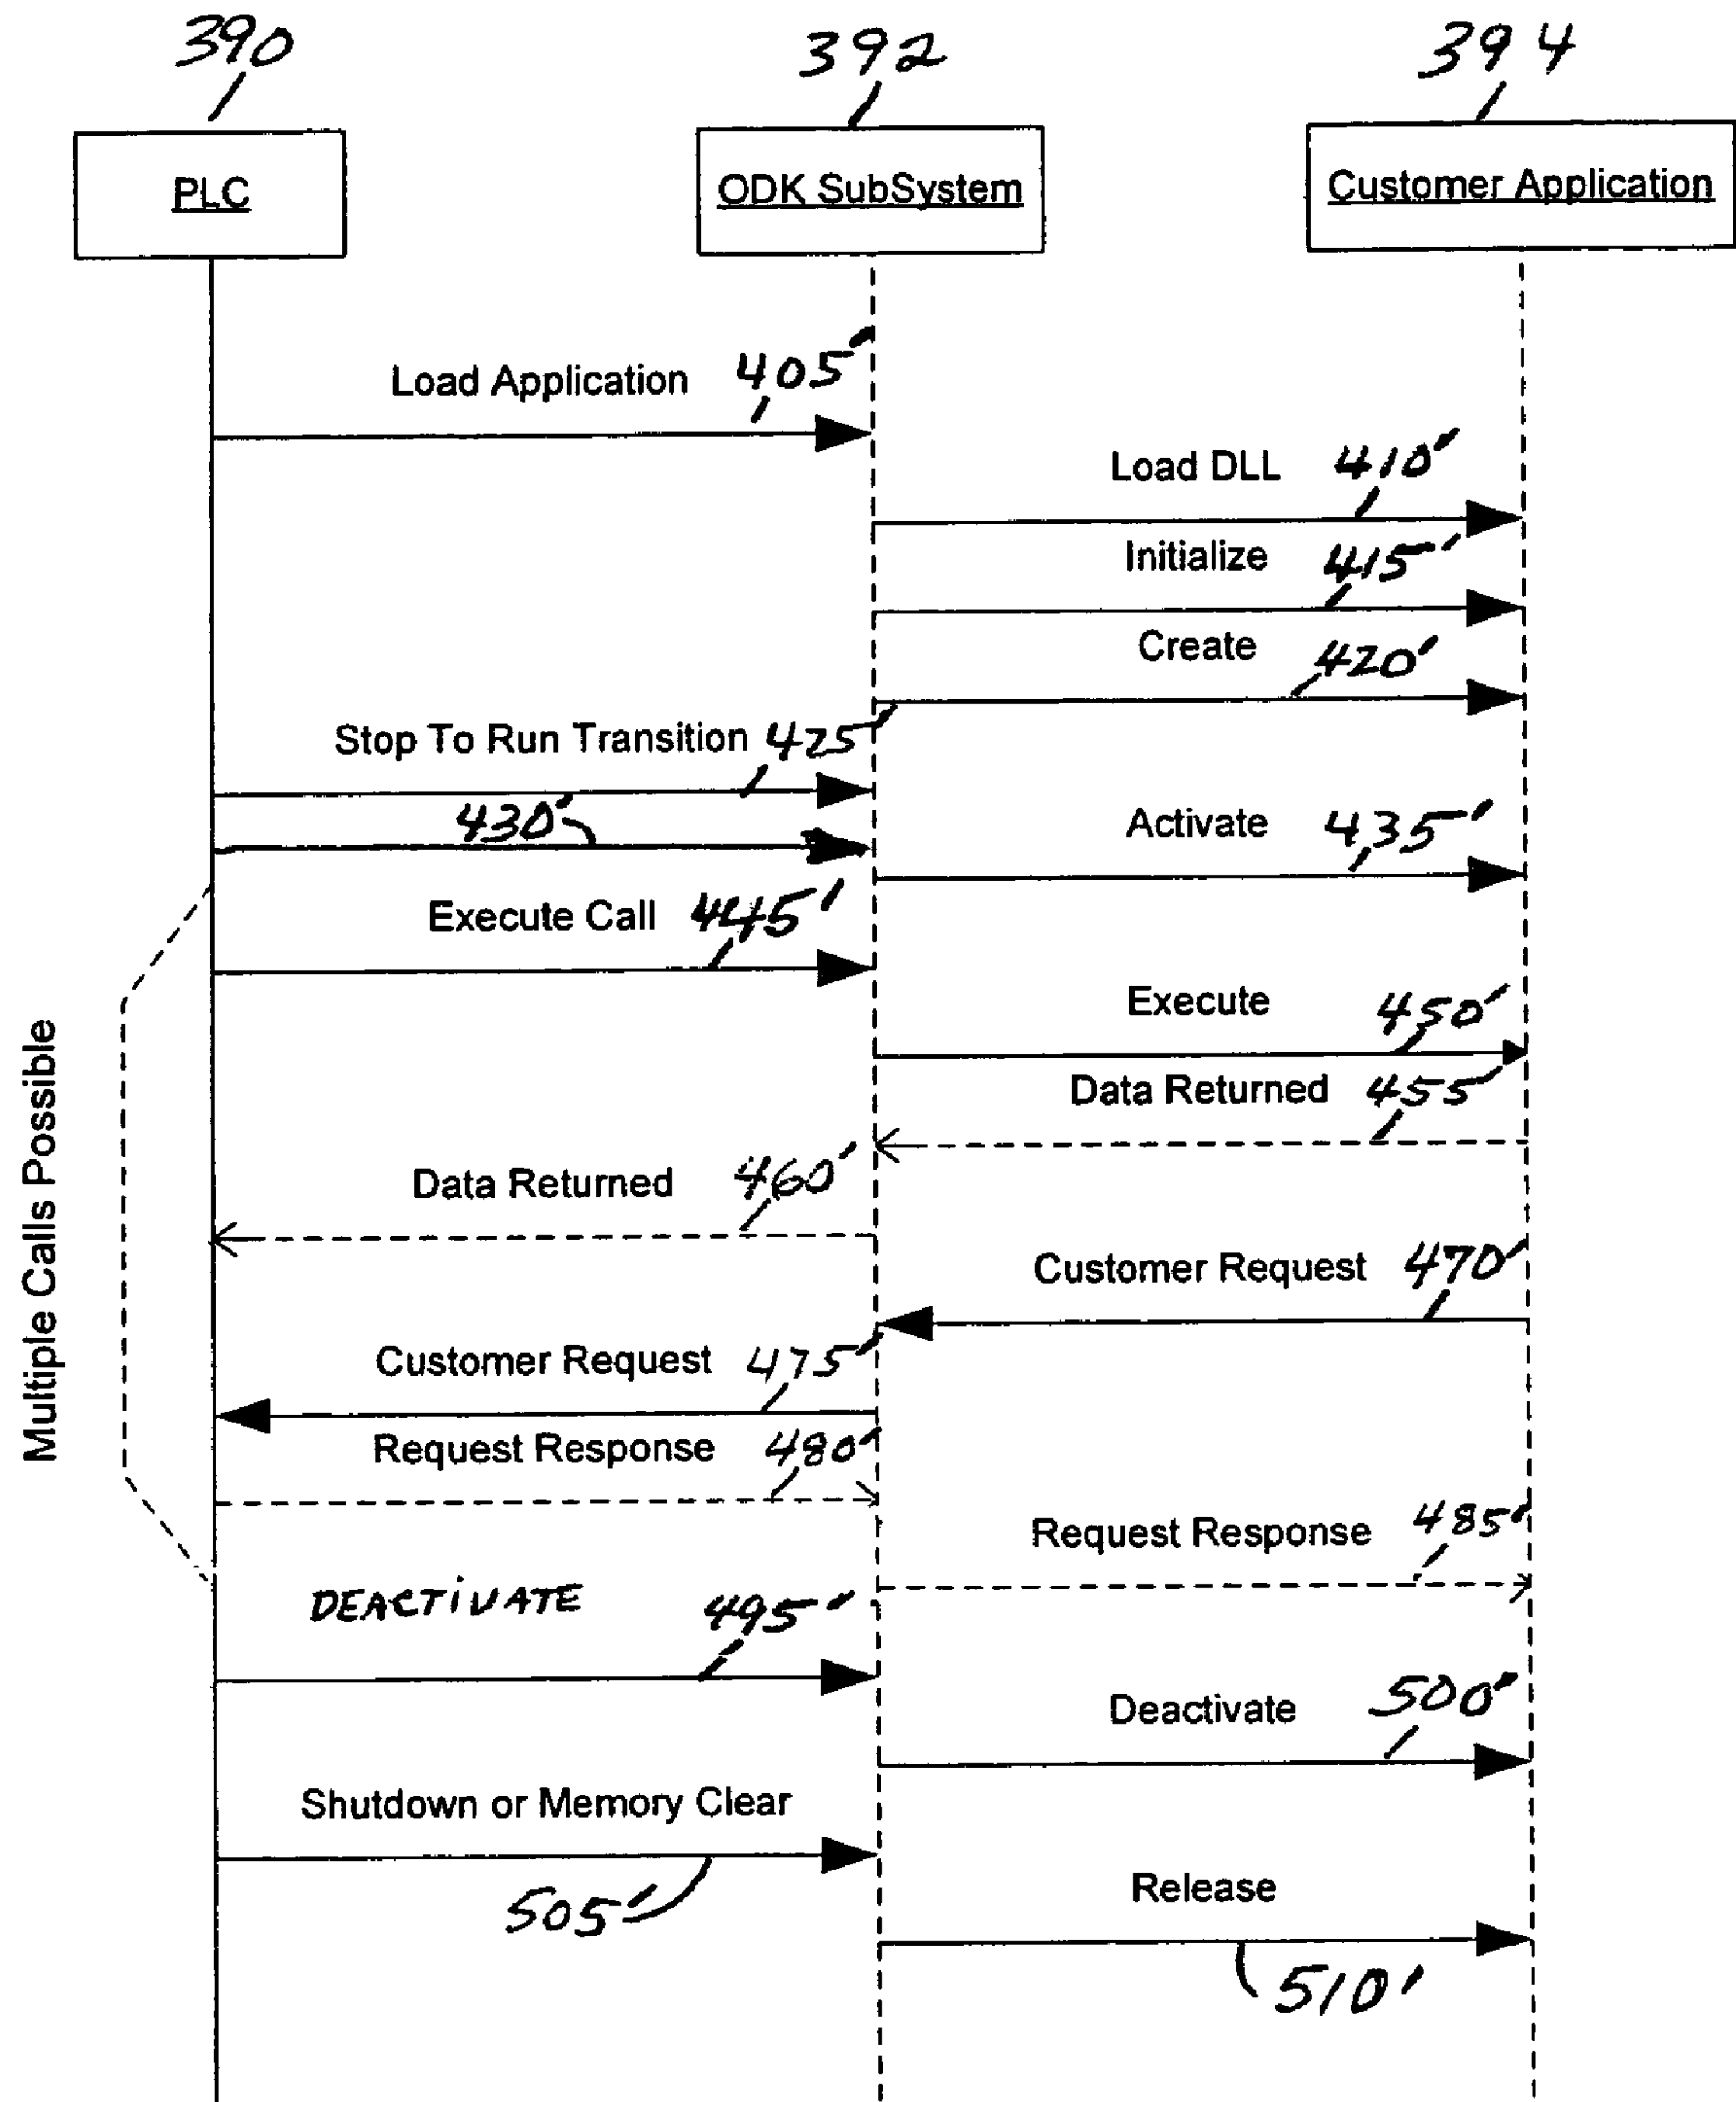 390 392 394
PLC ODK SubSystem Customer Application
Load Application 405'
Load DLL 410'
Initialize 415'
Create 420'
Stop To Run Transition 425'
430'
Activate 435'
Execute Call 445'
Execute 450'
Data Returned 455'
Data Returned 460'
Customer Request 470'
Customer Request 475'
Request Response 480'
Request Response 485'
DEACTIVATE 495'
Deactivate 500'
Shutdown or Memory Clear
505'
Release
510'
Multiple Calls Possible